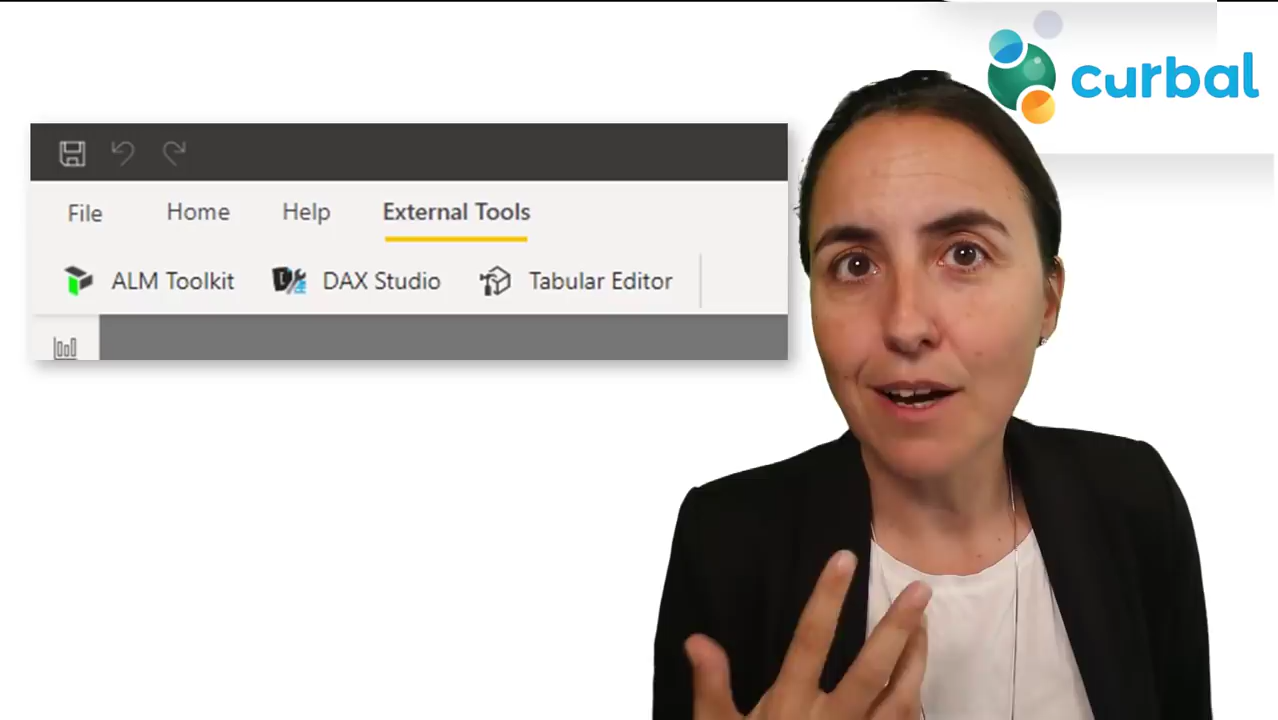 curbal
File Home Help External Tools
ALM Toolkit DAX Studio Tabular Editor